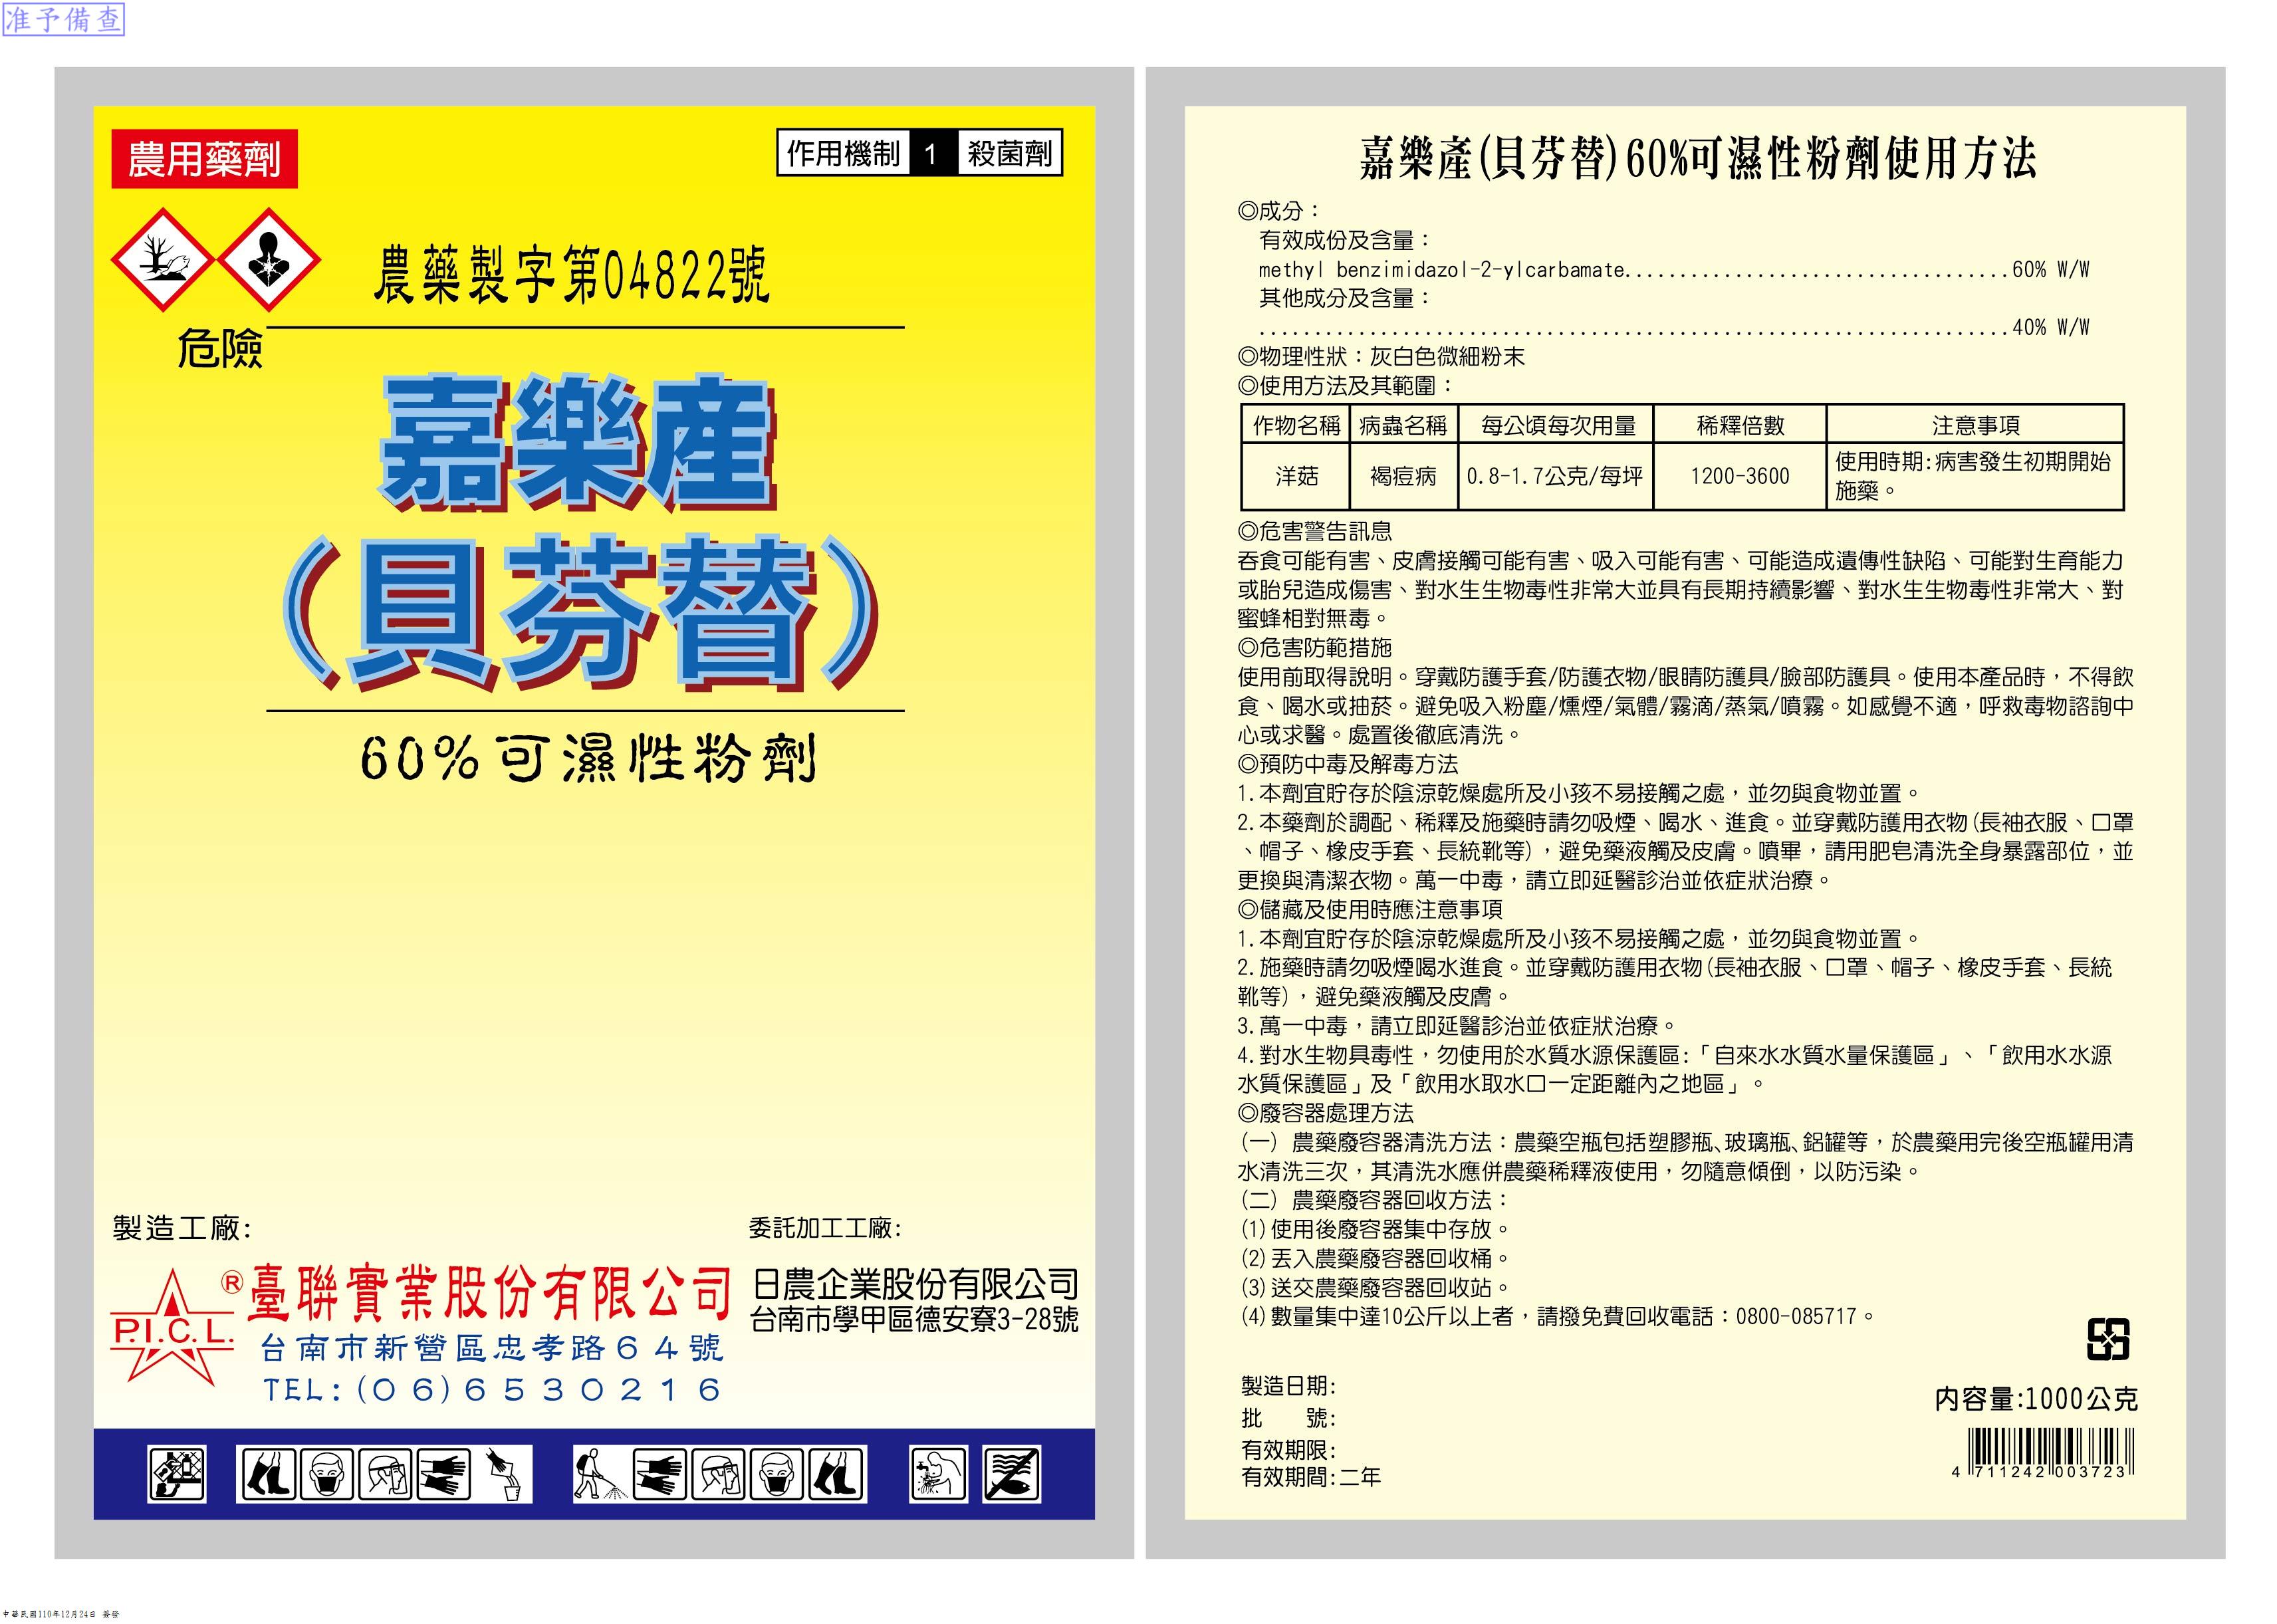 准予備查
農用藥劑
作用機制 1 殺菌劑
農藥製字第04822號
危險
嘉樂產
(貝芬替)
60%可濕性粉劑
製造工廠:
®臺聯實業股份有限公司
P.I.C.L.
台南市新營區忠孝路64號
TEL:(06)6530216
委託加工工廠:
日農企業股份有限公司
台南市學甲區德安寮3-28號
嘉樂產(貝芬替)60%可濕性粉劑使用方法
◎成分：
有效成份及含量：
methyl benzimidazol-2-ylcarbamate...................................60% W/W
其他成分及含量：
....................................................................40% W/W
◎物理性狀：灰白色微細粉末
◎使用方法及其範圍：
作物名稱 病蟲名稱 每公頃每次用量 稀釋倍數 注意事項
洋菇 褐痘病 0.8-1.7公克/每坪 1200-3600 使用時期:病害發生初期開始
施藥。
◎危害警告訊息
吞食可能有害、皮膚接觸可能有害、吸入可能有害、可能造成遺傳性缺陷、可能對生育能力
或胎兒造成傷害、對水生生物毒性非常大並具有長期持續影響、對水生生物毒性非常大、對
蜜蜂相對無毒。
◎危害防範措施
使用前取得說明。穿戴防護手套/防護衣物/眼睛防護具/臉部防護具。使用本產品時，不得飲
食、喝水或抽菸。避免吸入粉塵/燻煙/氣體/霧滴/蒸氣/噴霧。如感覺不適，呼救毒物諮詢中
心或求醫。處置後徹底清洗。
◎預防中毒及解毒方法
1.本劑宜貯存於陰涼乾燥處所及小孩不易接觸之處，並勿與食物並置。
2.本藥劑於調配、稀釋及施藥時請勿吸煙、喝水、進食。並穿戴防護用衣物(長袖衣服、口罩
、帽子、橡皮手套、長統靴等)，避免藥液觸及皮膚。噴畢，請用肥皂清洗全身暴露部位，並
更換與清潔衣物。萬一中毒，請立即延醫診治並依症狀治療。
◎儲藏及使用時應注意事項
1.本劑宜貯存於陰涼乾燥處所及小孩不易接觸之處，並勿與食物並置。
2.施藥時請勿吸煙喝水進食。並穿戴防護用衣物(長袖衣服、口罩、帽子、橡皮手套、長統
靴等)，避免藥液觸及皮膚。
3.萬一中毒，請立即延醫診治並依症狀治療。
4.對水生物具毒性，勿使用於水質水源保護區:「自來水水質水量保護區」、「飲用水水源
水質保護區」及「飲用水取水口一定距離內之地區」。
◎廢容器處理方法
(一) 農藥廢容器清洗方法：農藥空瓶包括塑膠瓶、玻璃瓶、鋁罐等，於農藥用完後空瓶罐用清
水清洗三次，其清洗水應併農藥稀釋液使用，勿隨意傾倒，以防污染。
(二) 農藥廢容器回收方法：
(1)使用後廢容器集中存放。
(2)丟入農藥廢容器回收桶。
(3)送交農藥廢容器回收站。
(4)數量集中達10公斤以上者，請撥免費回收電話：0800-085717。
製造日期:
批　號:
有效期限:
有效期間:二年
內容量:1000公克
4 711242 003723
中華民國110年12月24日 簽發